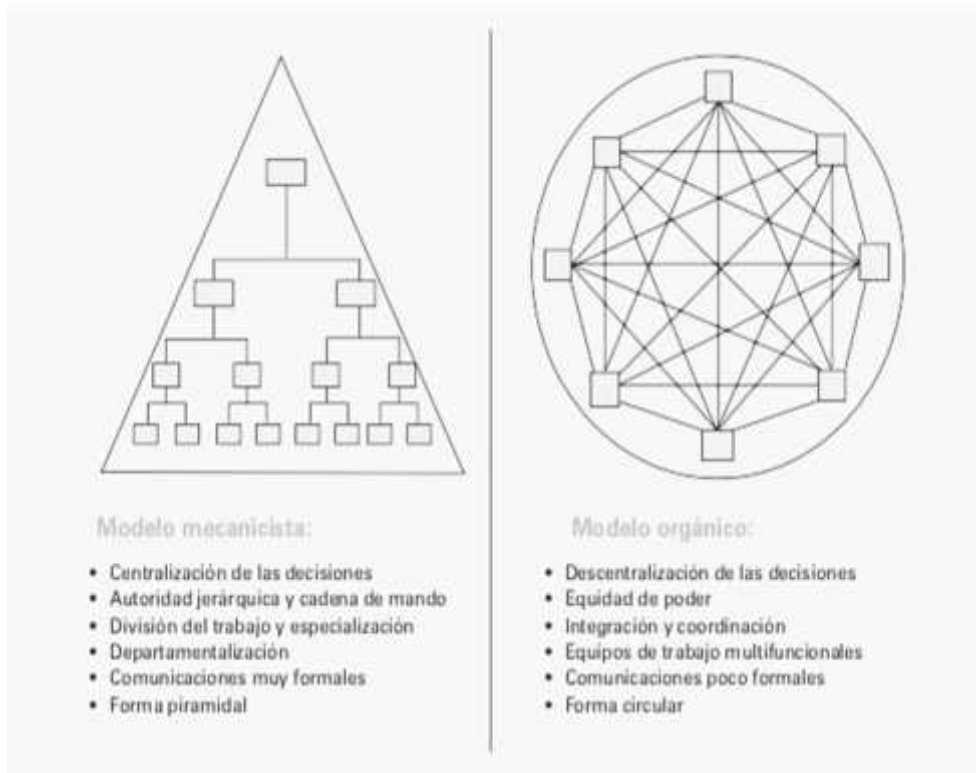 Modelo mecanicista:
• Centralización de las decisiones
• Autoridad jerárquica y cadena de mando
• División del trabajo y especialización
• Departamentalización
• Comunicaciones muy formales
• Forma piramidal
Modelo orgánico:
• Descentralización de las decisiones
• Equidad de poder
• Integración y coordinación
• Equipos de trabajo multifuncionales
• Comunicaciones poco formales
• Forma circular